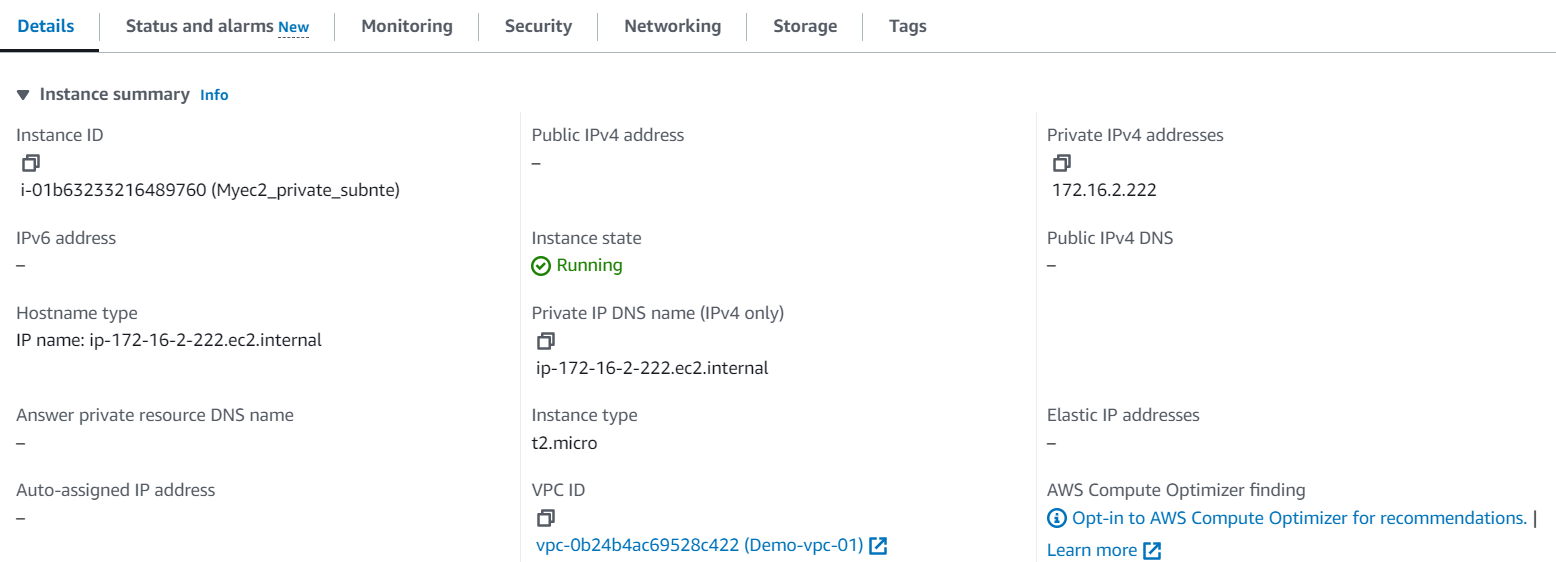 Details
Status and alarms New
Monitoring
Security
Networking
Storage
Tags
Instance summary Info
Instance ID
i-01b63233216489760 (Myec2_private_subnte)
Public IPv4 address
–
Private IPv4 addresses
172.16.2.222
IPv6 address
–
Instance state
Running
Public IPv4 DNS
–
Hostname type
IP name: ip-172-16-2-222.ec2.internal
Private IP DNS name (IPv4 only)
ip-172-16-2-222.ec2.internal
Answer private resource DNS name
–
Instance type
t2.micro
Elastic IP addresses
–
Auto-assigned IP address
–
VPC ID
vpc-0b24b4ac69528c422 (Demo-vpc-01)
AWS Compute Optimizer finding
Opt-in to AWS Compute Optimizer for recommendations. |
Learn more